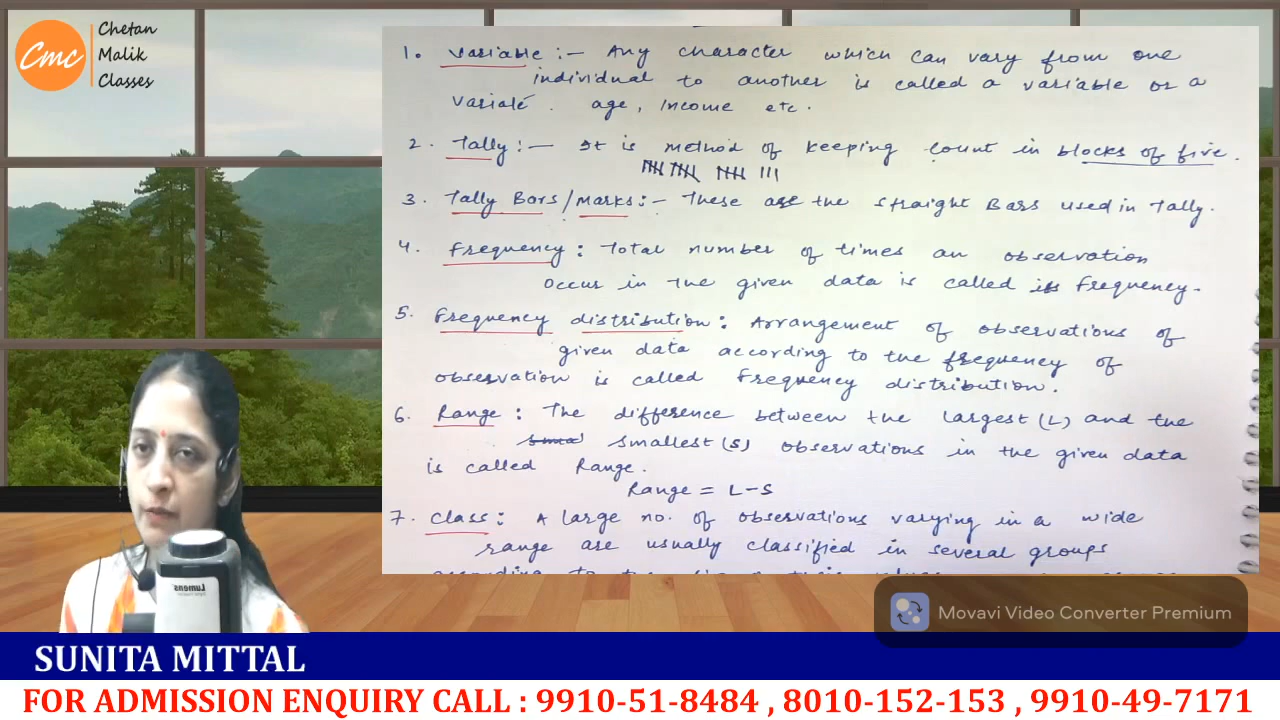 Cmc
Chetan
Malik
Classes
1. Variable :- Any character which can vary from one
individual to another is called a variable or a
variate. age, Income etc.
2. Tally :- It is method of keeping count in blocks of five.
3. Tally Bars / Marks :- These are the straight Bars used in Tally.
4. Frequency : Total number of times an observation
occur in the given data is called its Frequency.
5. Frequency distribution : Arrangement of observations of
given data according to the frequency of
observation is called Frequency distribution.
6. Range : The difference between the largest (L) and the
smallest (S) observations in the given data
is called Range.
Range = L-S
7. Class : A large no. of observations varying in a wide
range are usually classified in several groups
according to the
Lumens
Movavi Video Converter Premium
SUNITA MITTAL
FOR ADMISSION ENQUIRY CALL : 9910-51-8484 , 8010-152-153 , 9910-49-7171